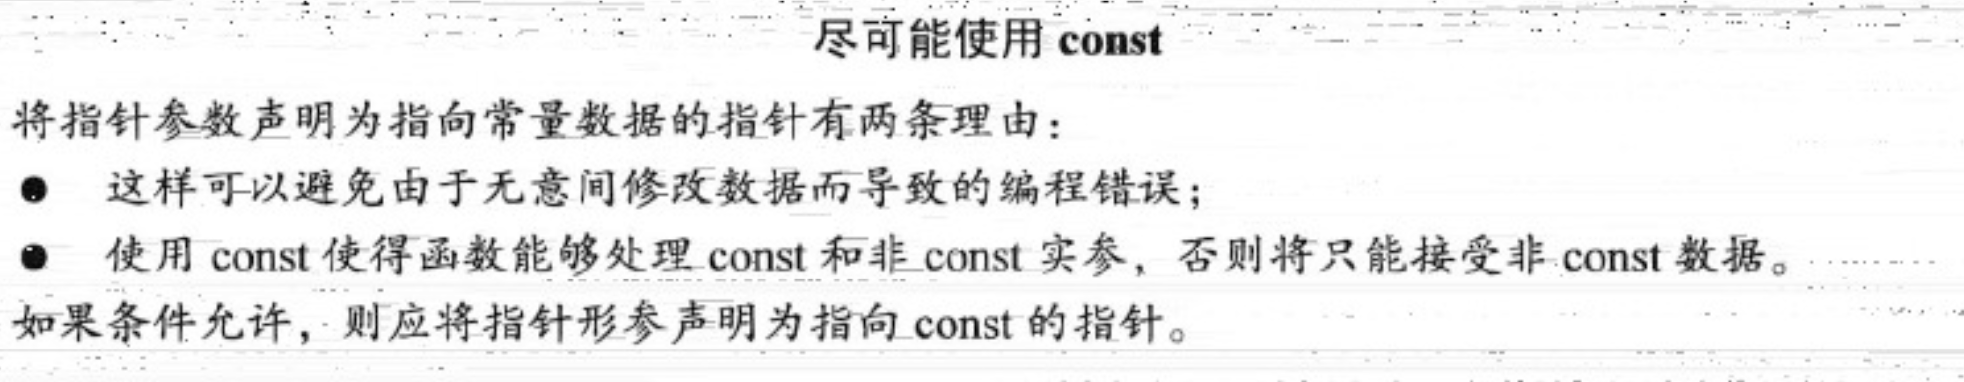 尽可能使用 const
将指针参数声明为指向常量数据的指针有两条理由：
● 这样可以避免由于无意间修改数据而导致的编程错误；
● 使用 const 使得函数能够处理 const 和非 const 实参，否则将只能接受非 const 数据。
如果条件允许，则应将指针形参声明为指向 const 的指针。